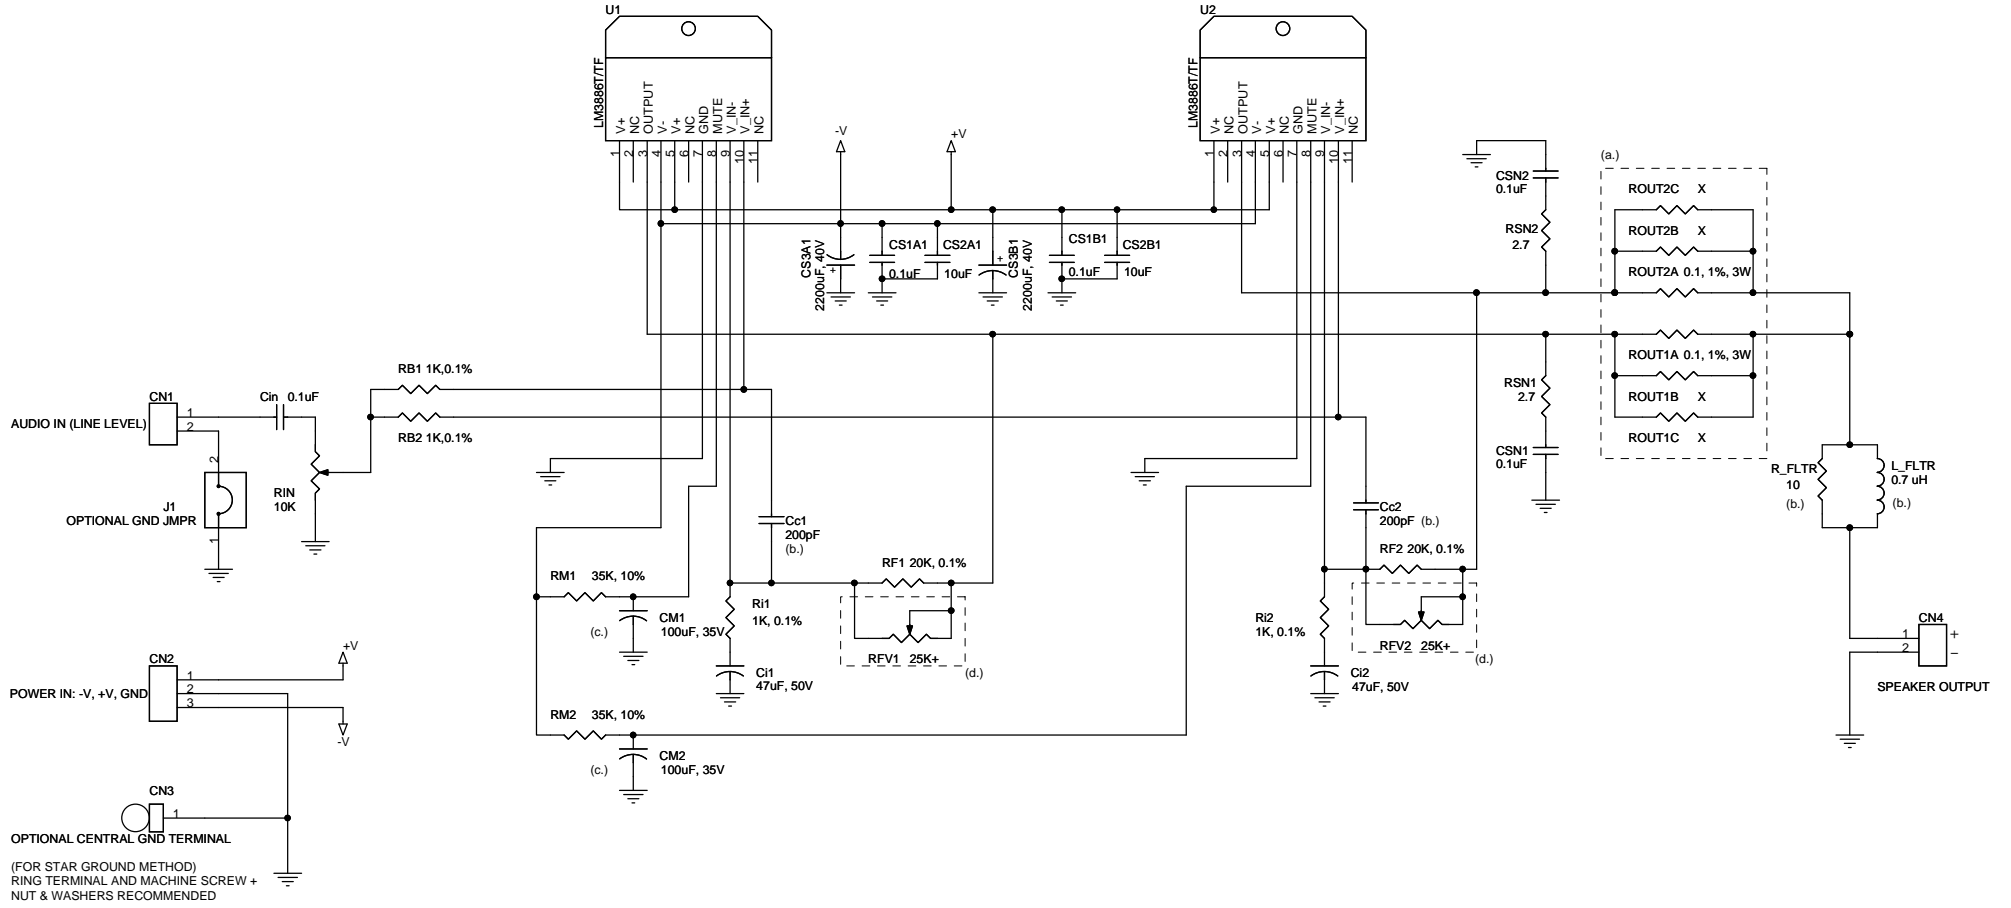 U1
LM3886T/TF
V+
NC
OUTPUT
V-
V+
NC
GND
MUTE
V_IN-
V_IN+
NC
1
2
3
4
5
6
7
8
9
10
11
U2
LM3886T/TF
V+
NC
OUTPUT
V-
V+
NC
GND
MUTE
V_IN-
V_IN+
NC
1
2
3
4
5
6
7
8
9
10
11
-V
+V
CS3A1
2200uF, 40V
+
CS1A1
0.1uF
CS2A1
10uF
+
CS3B1
2200uF, 40V
CS1B1
0.1uF
CS2B1
10uF
CSN2
0.1uF
RSN2
2.7
(a.)
ROUT2C X
ROUT2B X
ROUT2A 0.1, 1%, 3W
ROUT1A 0.1, 1%, 3W
ROUT1B X
ROUT1C X
RSN1
2.7
CSN1
0.1uF
R_FLTR
10
(b.)
L_FLTR
0.7 uH
(b.)
CN1
AUDIO IN (LINE LEVEL)
1
2
Cin 0.1uF
RB1 1K,0.1%
RB2 1K,0.1%
RIN
10K
2
J1
OPTIONAL GND JMPR
1
Cc1
200pF
(b.)
Cc2
200pF (b.)
RM1 35K, 10%
(c.)
CM1
100uF, 35V
Ri1
1K, 0.1%
Ci1
47uF, 50V
RF1 20K, 0.1%
RFV1 25K+
(d.)
RF2 20K, 0.1%
RFV2 25K+
(d.)
Ri2
1K, 0.1%
Ci2
47uF, 50V
RM2 35K, 10%
(c.)
CM2
100uF, 35V
CN4
1
2
+
–
SPEAKER OUTPUT
CN2
POWER IN: -V, +V, GND
1
2
3
+V
-V
CN3
1
OPTIONAL CENTRAL GND TERMINAL
(FOR STAR GROUND METHOD)
RING TERMINAL AND MACHINE SCREW +
NUT & WASHERS RECOMMENDED